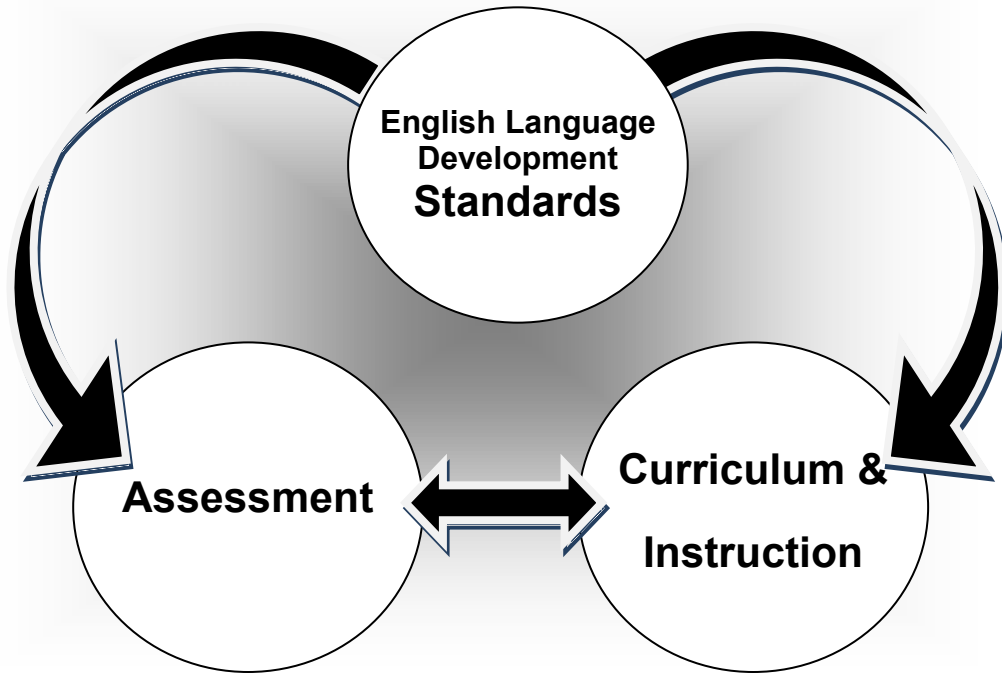 English Language
Development
Standards
Assessment
Curriculum &
Instruction